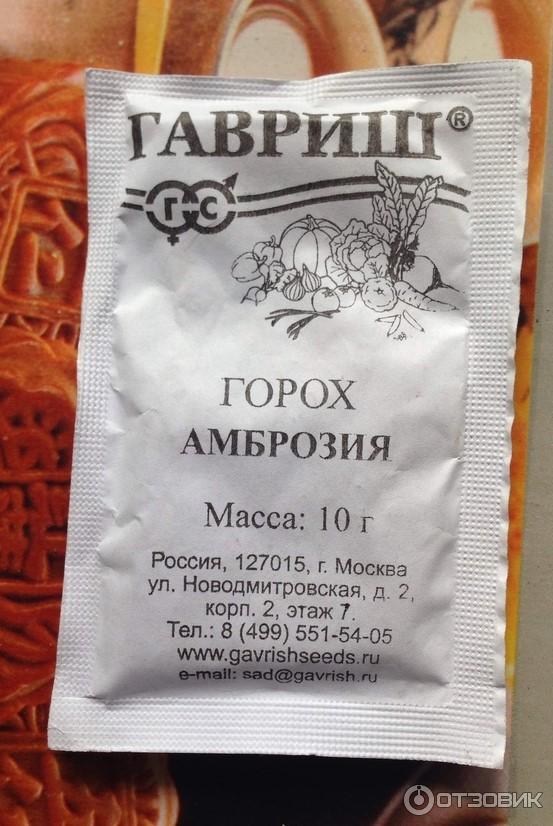 ГАВРИШ®
ГС
ГОРОХ
АМБРОЗИЯ
Масса: 10 г
Россия, 127015, г. Москва
ул. Новодмитровская, д. 2,
корп. 2, этаж 7.
Тел.: 8 (499) 551-54-05
www.gavrishseeds.ru
e-mail: sad@gavrish.ru
ОТЗОВИК